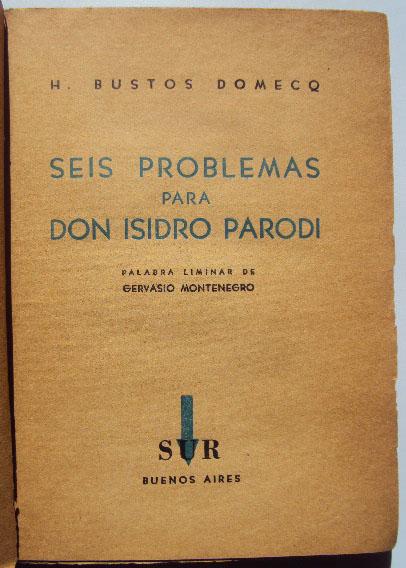 H. BUSTOS DOMECQ
SEIS PROBLEMAS
PARA
DON ISIDRO PARODI
PALABRA LIMINAR DE
GERVASIO MONTENEGRO
SUR
BUENOS AIRES